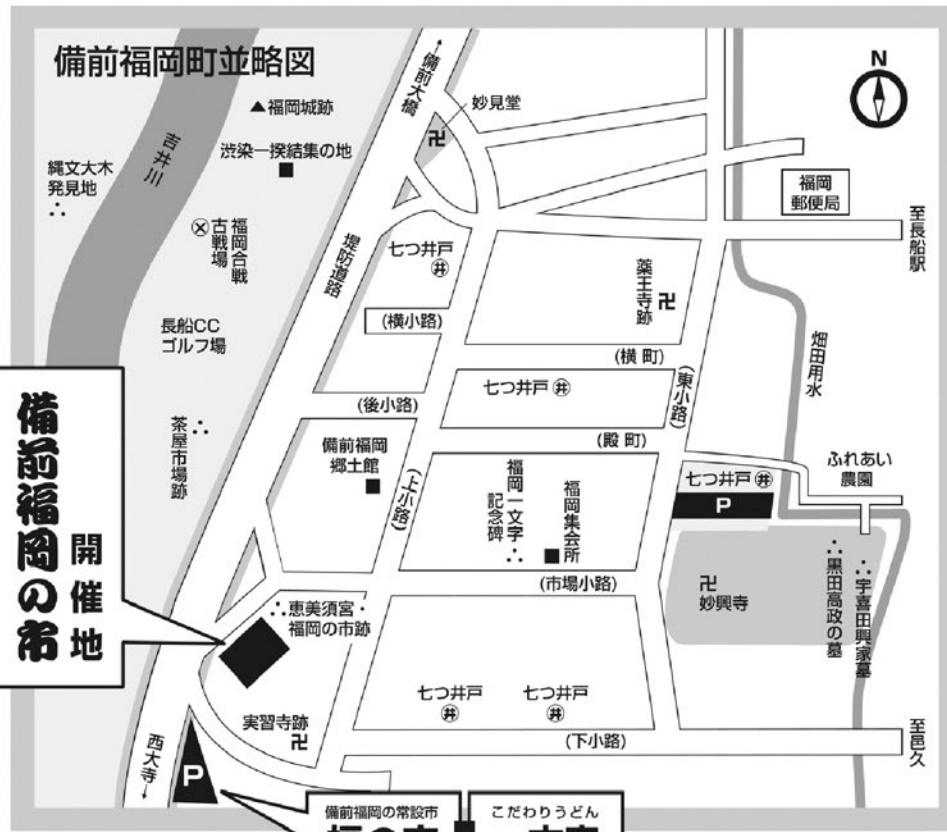 備前福岡町並略図
▲福岡城跡
吉井川
渋染一揆結集の地
縄文大木
発見地
福岡合戦
古戦場
長船CC
ゴルフ場
茶屋市場跡
←備前大橋
堤防道路
西大寺→
妙見堂
卍
N
福岡
郵便局
至長船駅
七つ井戸
井
薬王寺跡
卍
(横小路)
(横町)
七つ井戸 井
(東小路)
畑田用水
(後小路)
(殿町)
備前福岡
郷土館
(上小路)
福岡一文字
記念碑
福岡集会所
七つ井戸 井
P
ふれあい
農園
(市場小路)
卍
妙興寺
黒田高政の墓
宇喜田興家墓
備前福岡の市
開催地
恵美須宮・
福岡の市跡
七つ井戸
井
七つ井戸
井
実習寺跡
卍
(下小路)
至邑久
P
備前福岡の常設市
こだわりうどん